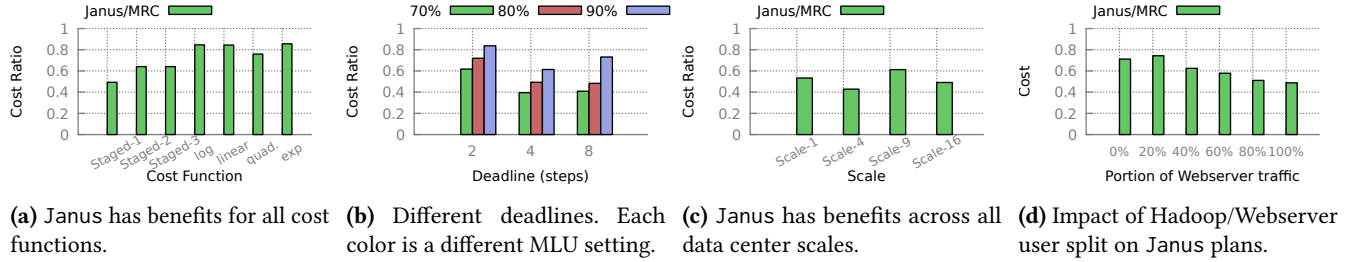 Janus/MRC
Cost Ratio
1
0.8
0.6
0.4
0.2
0
Staged-1
Staged-2
Staged-3
log
linear
quad.
exp
Cost Function
(a) Janus has benefits for all cost
functions.
70% 80% 90%
Cost Ratio
1
0.8
0.6
0.4
0.2
0
2 4 8
Deadline (steps)
(b) Different deadlines. Each
color is a different MLU setting.
Janus/MRC
Cost Ratio
1
0.8
0.6
0.4
0.2
0
Scale-1
Scale-4
Scale-9
Scale-16
Scale
(c) Janus has benefits across all
data center scales.
Janus/MRC
Cost
1
0.8
0.6
0.4
0.2
0
0% 20% 40% 60% 80% 100%
Portion of Webserver traffic
(d) Impact of Hadoop/Webserver
user split on Janus plans.